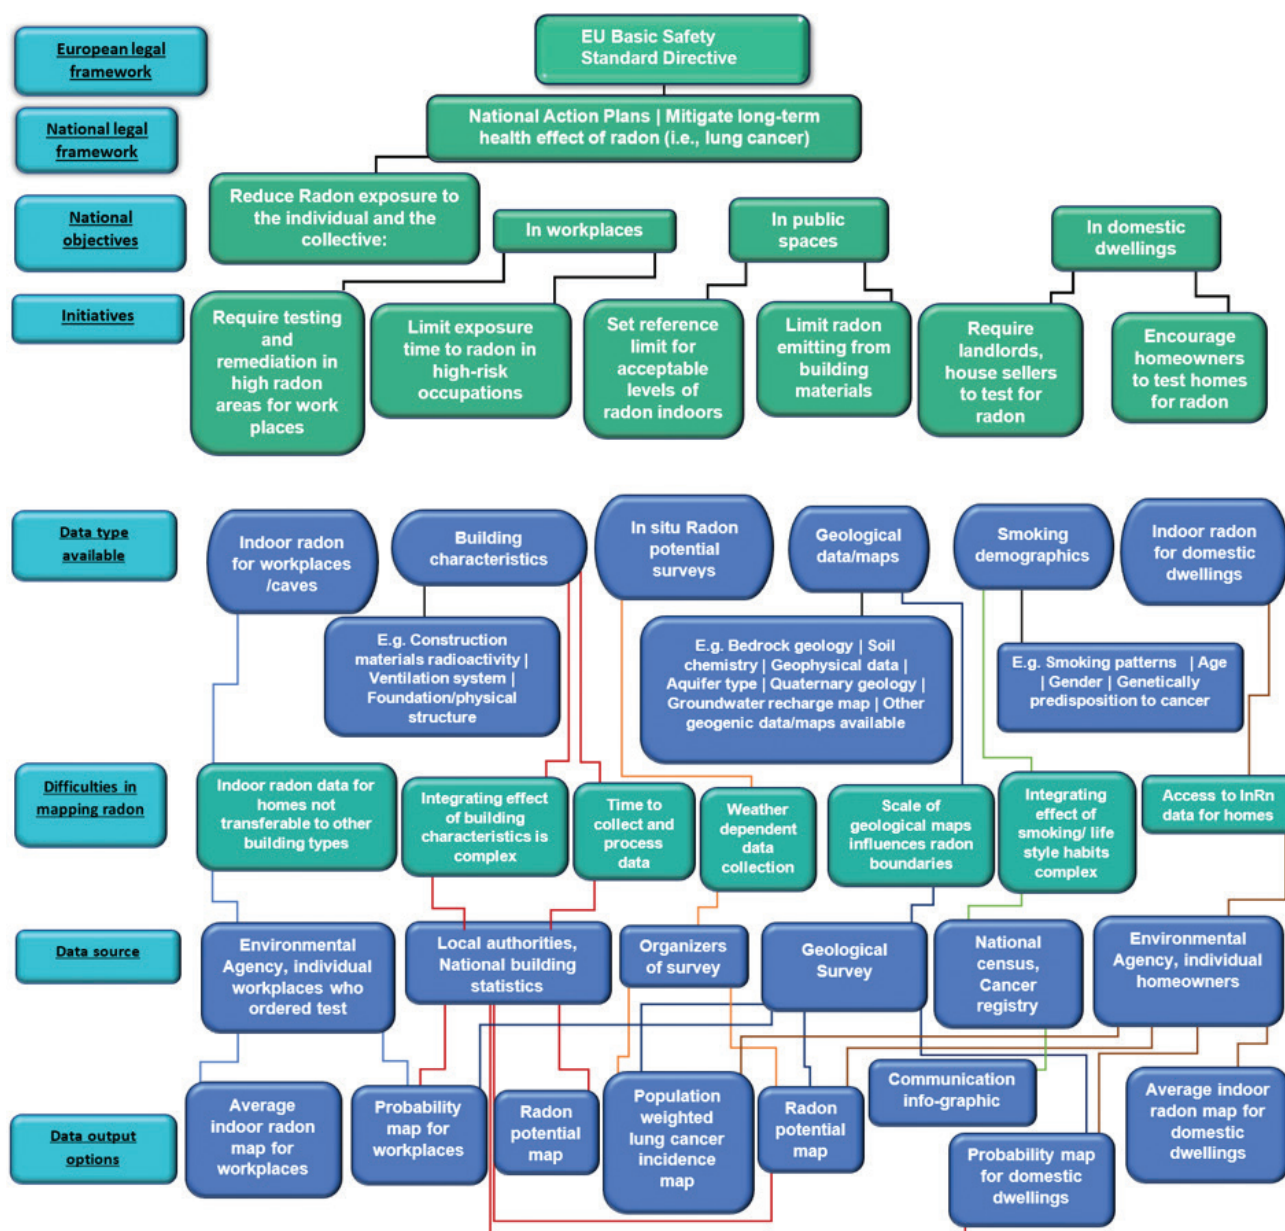 European legal
framework
EU Basic Safety
Standard Directive
National legal
framework
National Action Plans | Mitigate long-term
health effect of radon (i.e., lung cancer)
National
objectives
Reduce Radon exposure to
the individual and the
collective:
In workplaces
In public
spaces
In domestic
dwellings
Initiatives
Require testing
and
remediation in
high radon
areas for work
places
Limit exposure
time to radon in
high-risk
occupations
Set reference
limit for
acceptable
levels of
radon indoors
Limit radon
emitting from
building
materials
Require
landlords,
house sellers
to test for
radon
Encourage
homeowners
to test homes
for radon
Data type
available
Indoor radon
for workplaces
/caves
Building
characteristics
In situ Radon
potential
surveys
Geological
data/maps
Smoking
demographics
Indoor radon
for domestic
dwellings
E.g. Construction
materials radioactivity |
Ventilation system |
Foundation/physical
structure
E.g. Bedrock geology | Soil
chemistry | Geophysical data |
Aquifer type | Quaternary geology |
Groundwater recharge map | Other
geogenic data/maps available
E.g. Smoking patterns | Age
| Gender | Genetically
predisposition to cancer
Difficulties in
mapping radon
Indoor radon data for
homes not
transferable to other
building types
Integrating effect
of building
characteristics is
complex
Time to
collect and
process
data
Weather
dependent
data
collection
Scale of
geological maps
influences radon
boundaries
Integrating
effect of
smoking/ life
style habits
complex
Access to InRn
data for homes
Data source
Environmental
Agency, individual
workplaces who
ordered test
Local authorities,
National building
statistics
Organizers
of survey
Geological
Survey
National
census,
Cancer
registry
Environmental
Agency, individual
homeowners
Data output
options
Average
indoor radon
map for
workplaces
Probability
map for
workplaces
Radon
potential
map
Population
weighted
lung cancer
incidence
map
Radon
potential
map
Communication
info-graphic
Probability map
for domestic
dwellings
Average indoor
radon map for
domestic
dwellings